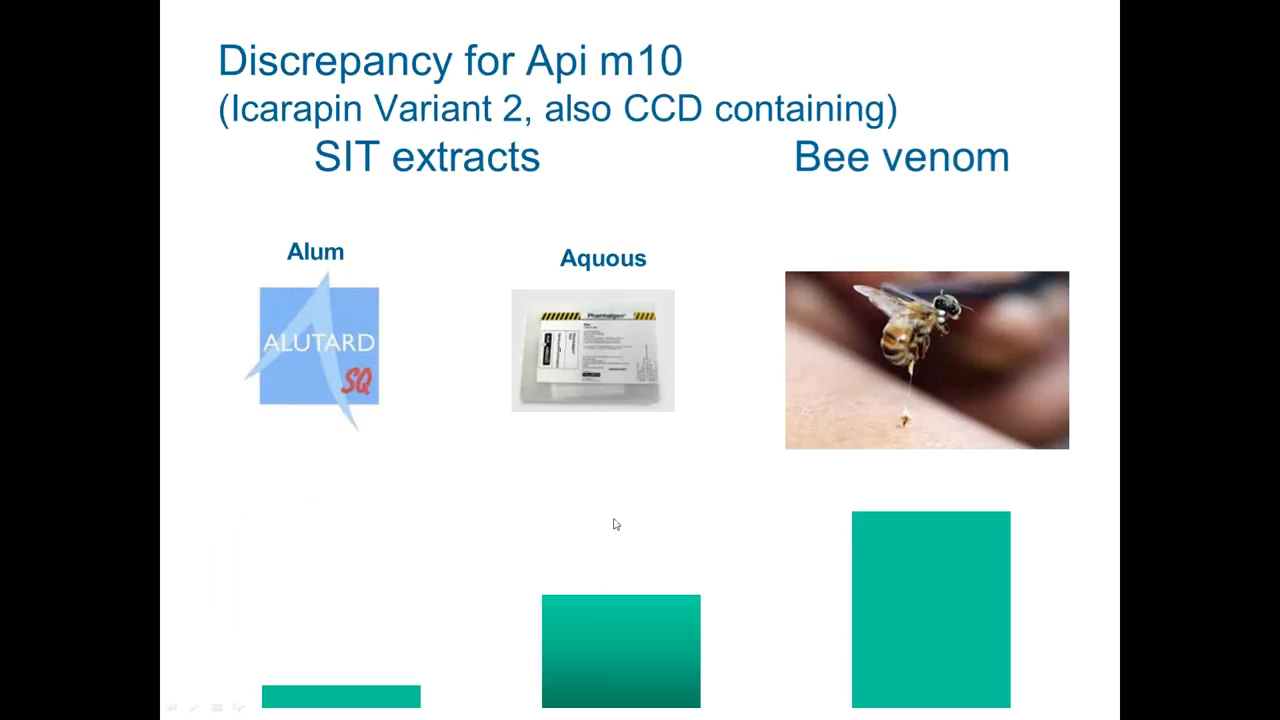 Discrepancy for Api m10
(Icarapin Variant 2, also CCD containing)
SIT extracts
Bee venom
Alum
Aquous
ALUTARD
SQ
Pharmalgen